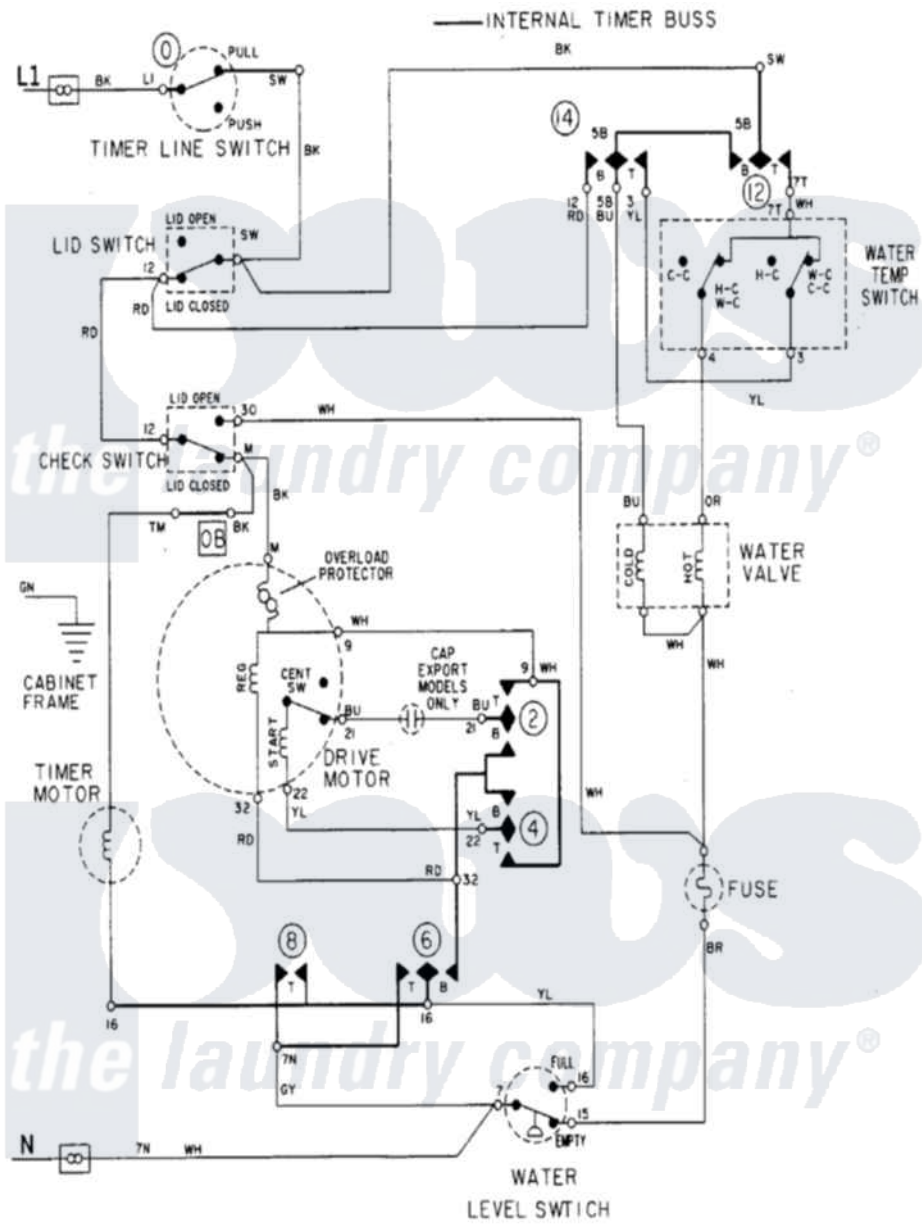 INTERNAL TIMER BUSS
BK
0
PULL
SW
L1
BK
L1
SW
PUSH
14
5B
5B
TIMER LINE SWITCH
BK
B
T
B
T
7T
12
RD
5B
BU
3
YL
12
7T
WH
LID OPEN
SW
LID SWITCH
12
LID CLOSED
RD
WATER
TEMP
SWITCH
C-C
H-C
W-C
H-C
W-C
C-C
RD
4
3
YL
LID OPEN
30
WH
12
M
CHECK SWITCH
LID CLOSED
BK
the laundry company®
TM
OB
BK
BU
OR
COLD
HOT
WATER
VALVE
WH
WH
M
OVERLOAD
PROTECTOR
GN
CABINET
FRAME
WH
9
REG
CENT
SW
CAP
EXPORT
MODELS
ONLY
9
WH
T
2
BU
21
BU
21
B
START
DRIVE
MOTOR
TIMER
MOTOR
32
22
YL
YL
22
B
4
T
WH
RD
RD
32
FUSE
BR
8
6
T
T
B
YL
16
16
7N
the laundry company®
GY
FULL
16
7
15
EMPTY
N
7N
WH
WATER
LEVEL SWTICH